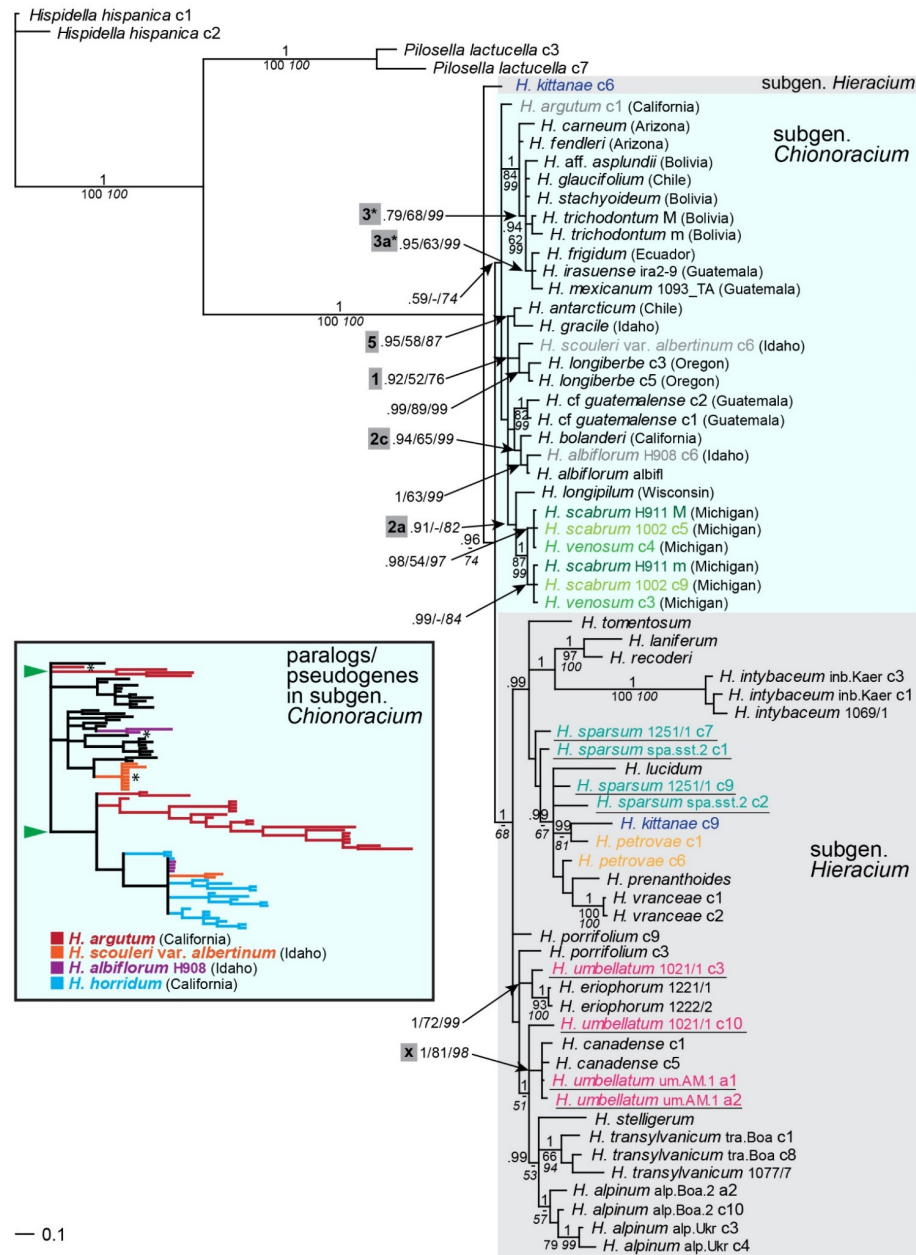 Hispidella hispanica c1
Hispidella hispanica c2
1
100 100
Pilosella lactucella c3
Pilosella lactucella c7
H. kittanae c6
subgen. Hieracium
H. argutum c1 (California)
subgen.
Chionoracium
H. carneum (Arizona)
H. fendleri (Arizona)
1
84
99
H. aff. asplundii (Bolivia)
H. glaucifolium (Chile)
H. stachyoideum (Bolivia)
1
100 100
3* .79/68/99
.94
62
99
H. trichodontum M (Bolivia)
H. trichodontum m (Bolivia)
3a* .95/63/99
H. frigidum (Ecuador)
H. irasuense ira2-9 (Guatemala)
H. mexicanum 1093_TA (Guatemala)
.59/-/74
1
100 100
H. antarcticum (Chile)
H. gracile (Idaho)
5 .95/58/87
H. scouleri var. albertinum c6 (Idaho)
1 .92/52/76
H. longiberbe c3 (Oregon)
H. longiberbe c5 (Oregon)
.99/89/99
1
82
99
H. cf guatemalense c2 (Guatemala)
H. cf guatemalense c1 (Guatemala)
2c .94/65/99
H. bolanderi (California)
H. albiflorum H908 c6 (Idaho)
H. albiflorum albifl
1/63/99
H. longipilum (Wisconsin)
2a .91/-/82
H. scabrum H911 M (Michigan)
H. scabrum 1002 c5 (Michigan)
H. venosum c4 (Michigan)
.96
-
74
.98/54/97
1
87
99
H. scabrum H911 m (Michigan)
H. scabrum 1002 c9 (Michigan)
H. venosum c3 (Michigan)
.99/-/84
H. tomentosum
1
97
100
H. laniferum
H. recoderi
1
.99
1
100 100
H. intybaceum inb.Kaer c3
H. intybaceum inb.Kaer c1
H. intybaceum 1069/1
paralogs/
pseudogenes
in subgen.
Chionoracium
*
*
*
H. argutum (California)
H. scouleri var. albertinum (Idaho)
H. albiflorum H908 (Idaho)
H. horridum (California)
H. sparsum 1251/1 c7
H. sparsum spa.sst.2 c1
H. lucidum
H. sparsum 1251/1 c9
H. sparsum spa.sst.2 c2
1
68
.99
-
67
.99
-
81
H. kittanae c9
H. petrovae c1
H. petrovae c6
subgen.
Hieracium
H. prenanthoides
1
100
100
H. vranceae c1
H. vranceae c2
H. porrifolium c9
H. porrifolium c3
H. umbellatum 1021/1 c3
1
93
100
H. eriophorum 1221/1
H. eriophorum 1222/2
1/72/99
H. umbellatum 1021/1 c10
x 1/81/98
H. canadense c1
H. canadense c5
1
-
51
H. umbellatum um.AM.1 a1
H. umbellatum um.AM.1 a2
H. stelligerum
.99
-
53
1
66
94
H. transylvanicum tra.Boa c1
H. transylvanicum tra.Boa c8
H. transylvanicum 1077/7
1
-
57
H. alpinum alp.Boa.2 a2
H. alpinum alp.Boa.2 c10
1
79 99
H. alpinum alp.Ukr c3
H. alpinum alp.Ukr c4
0.1